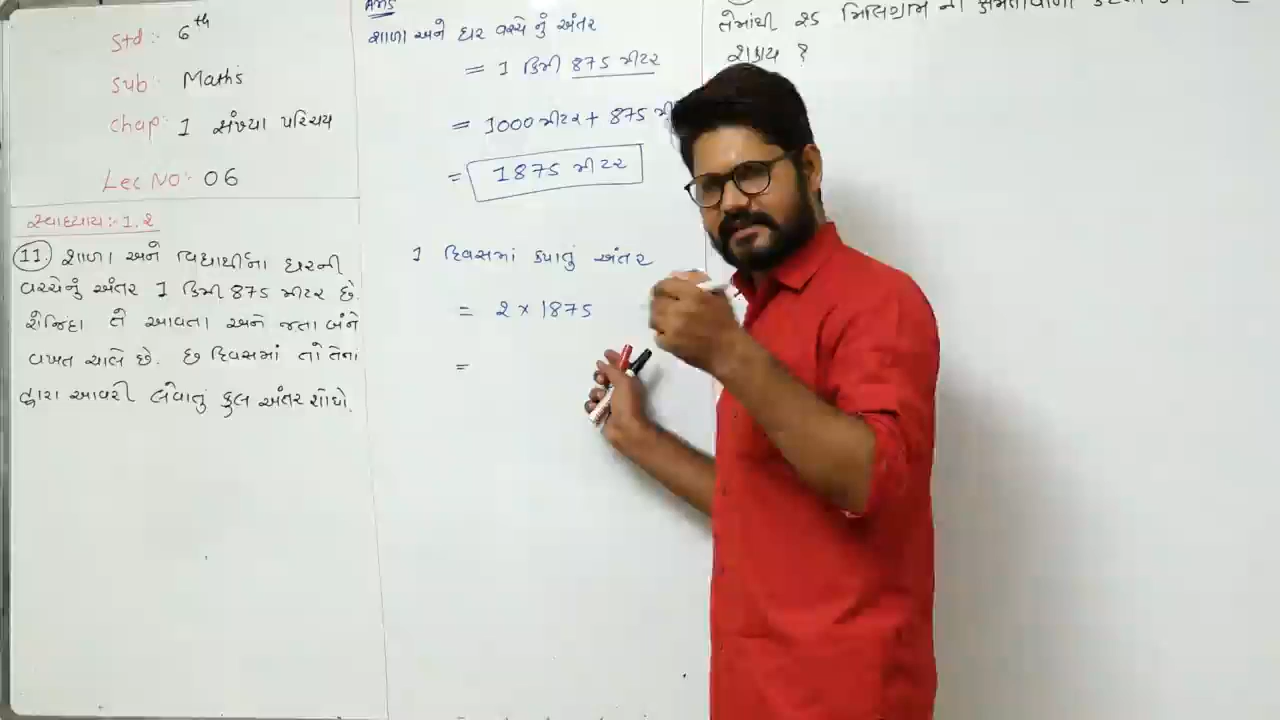 Std:- 6th
Sub: Maths
Chap: 1 સંખ્યા પરિચય
Lec No:- 06
સ્વાધ્યાય:- 1.2
11 શાળા અને વિદ્યાર્થીના ઘરની
વચ્ચેનું અંતર 1 કિમી 875 મીટર છે.
તે આવતા અને જતા બંને
વખત ચાલે છે. છ દિવસમાં તો તેના
દ્વારા આવરી લેવાતું કુલ અંતર શોધો.
Ans
શાળા અને ઘર વચ્ચે નું અંતર
= 1 કિમી 875 મીટર
= 1000 મીટર + 875
= 1875 મીટર
1 દિવસમાં કપાતું અંતર
= 2 × 1875
=
તેમાંથી 25 મિલિગ્રામ ની ક્ષમતાવાળી
શકાય ?